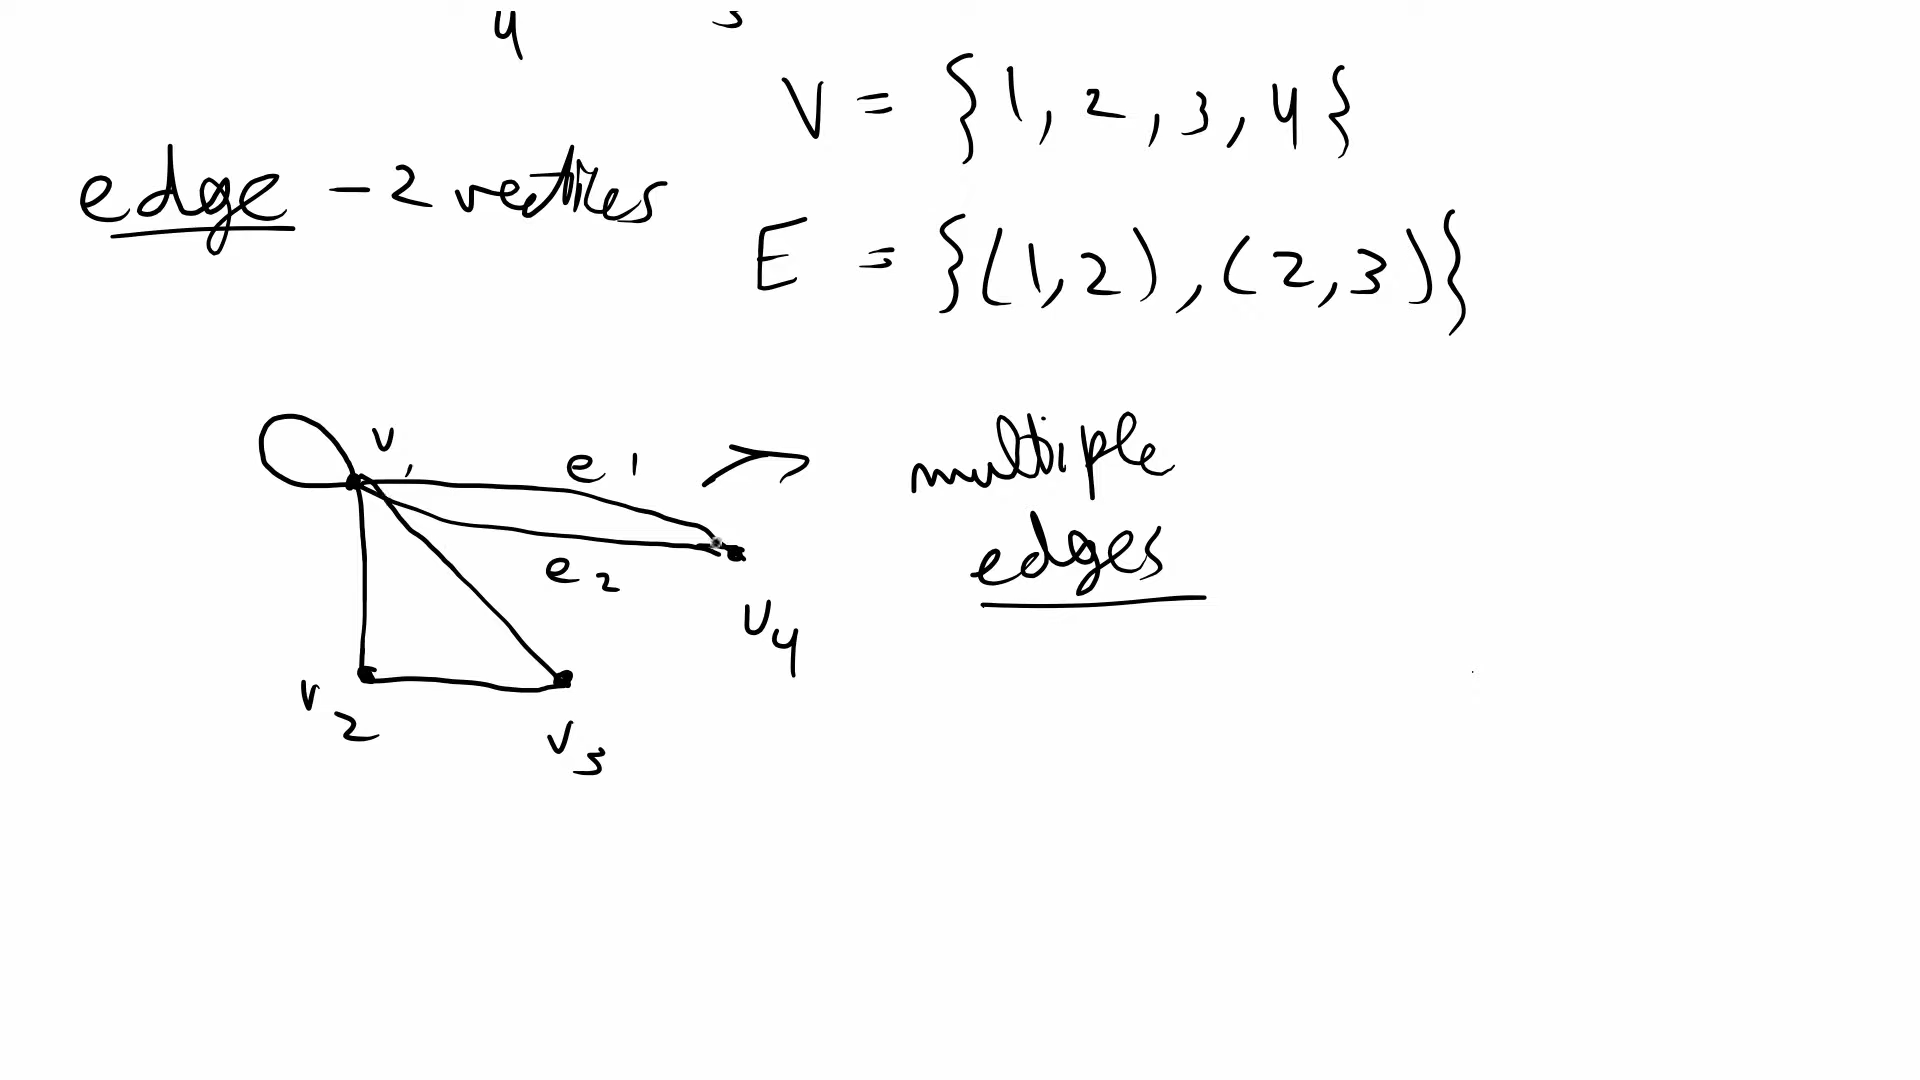 4 3
V = {1, 2, 3, 4}
edge - 2 vertices
E = {(1,2), (2,3)}
v1 e1
multiple
edges
e2
v4
v2
v3